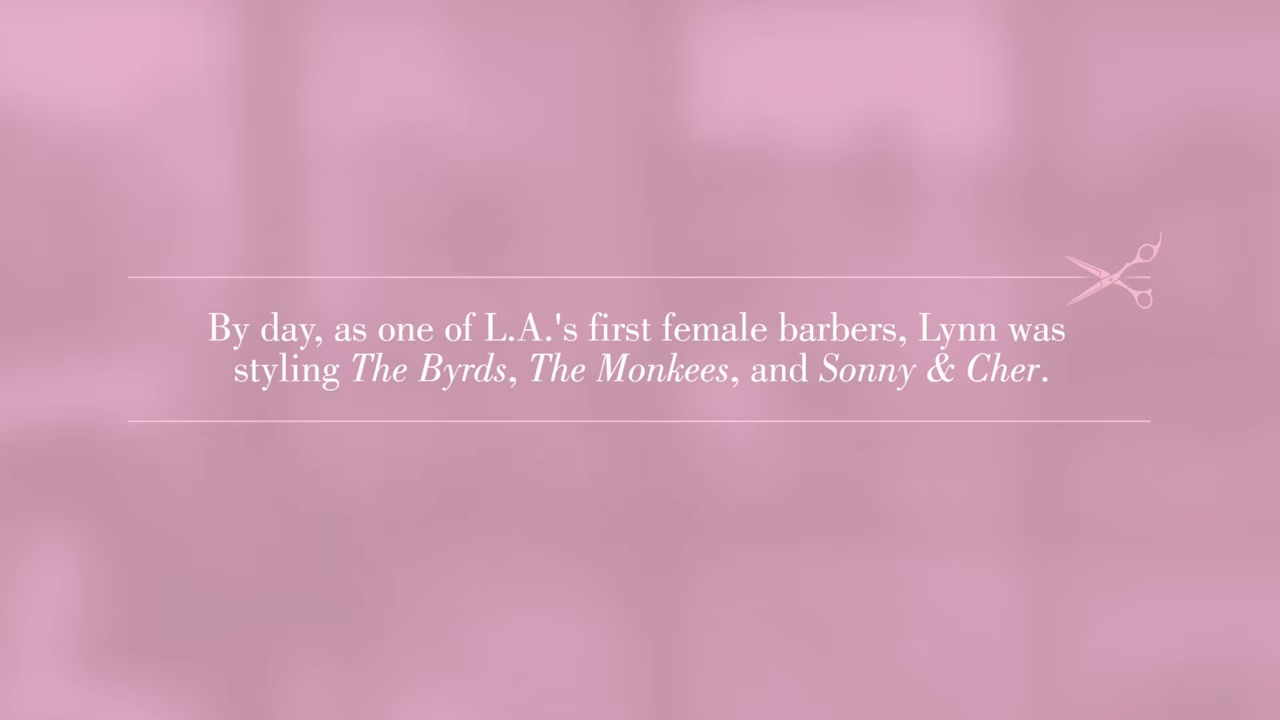 By day, as one of L.A.'s first female barbers, Lynn was
styling The Byrds, The Monkees, and Sonny & Cher.